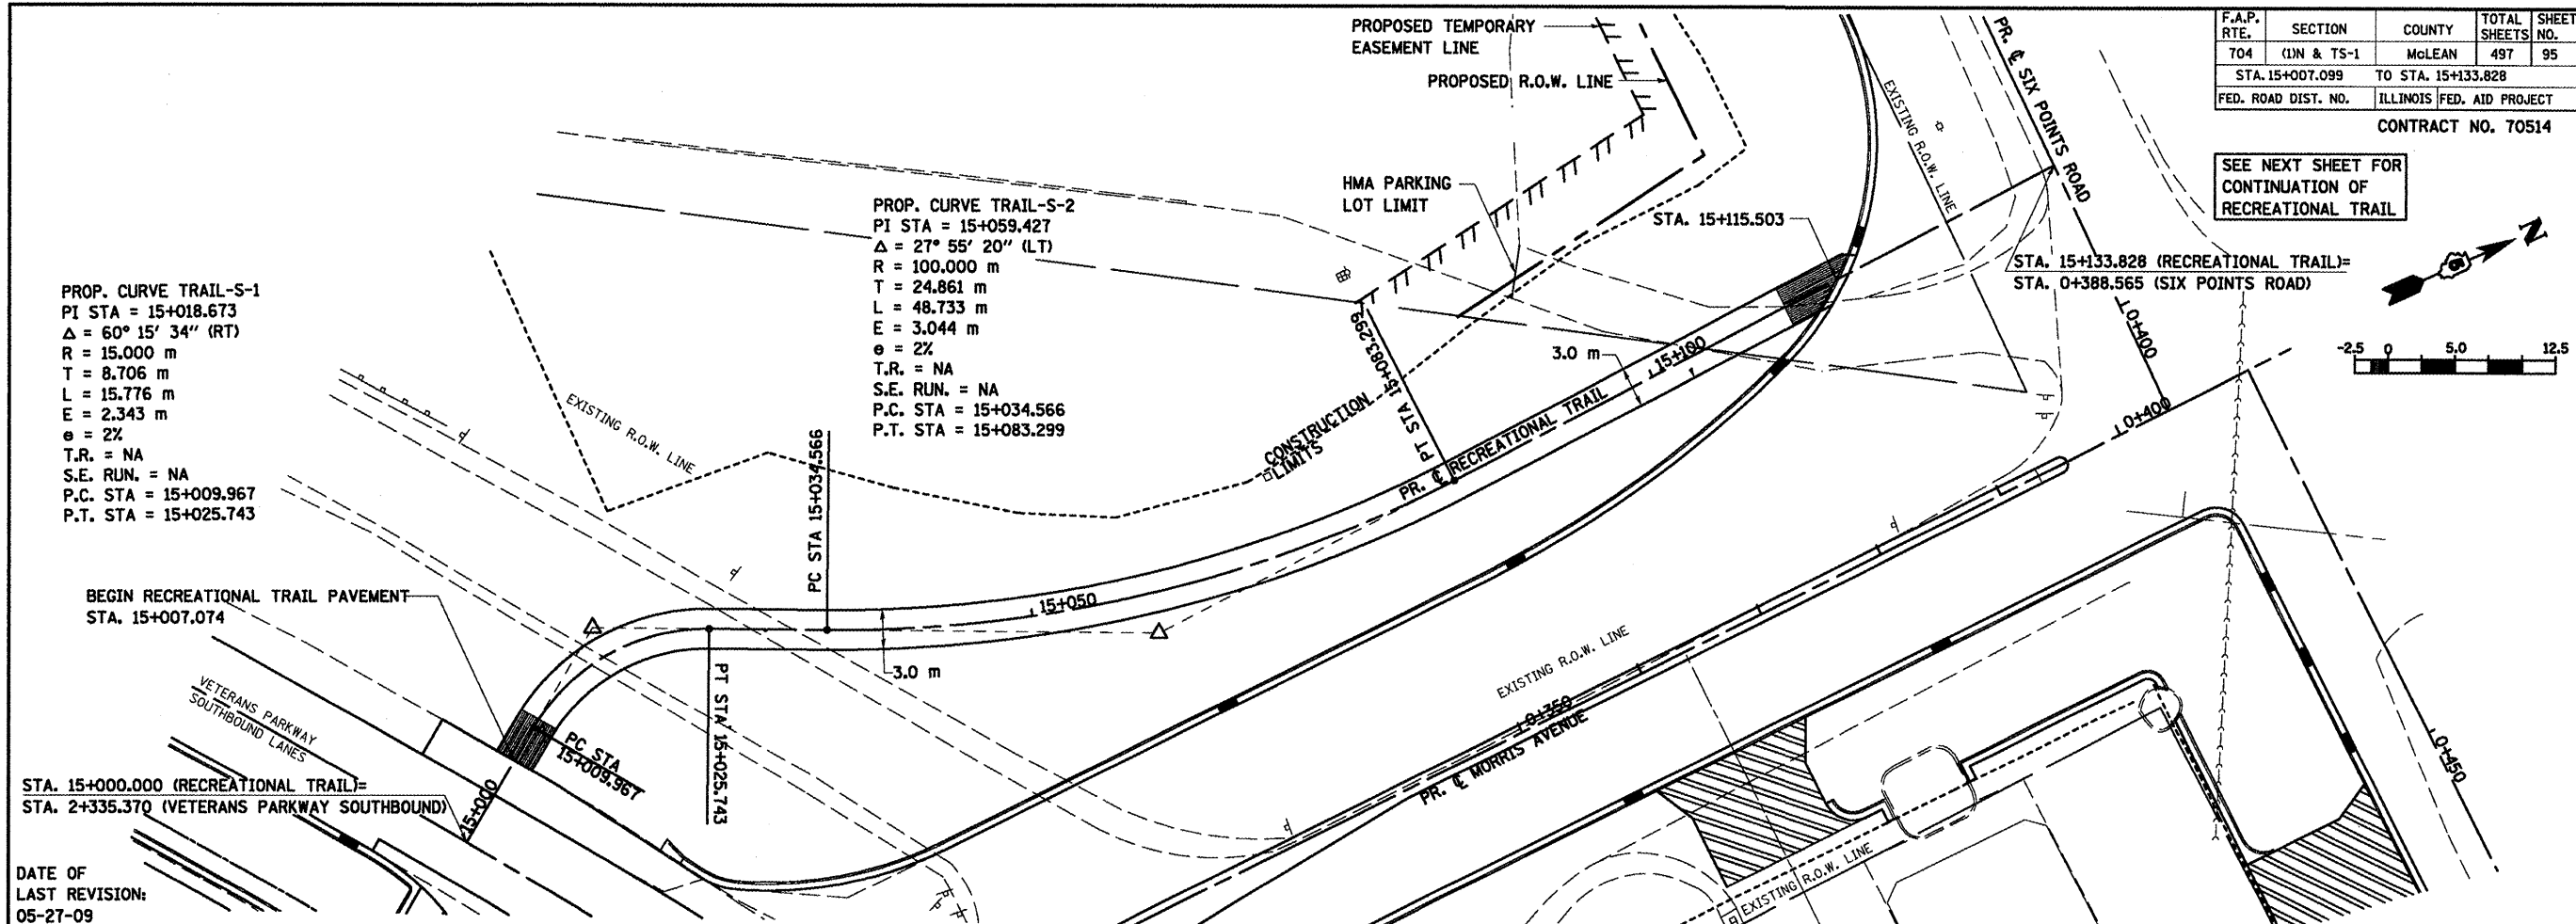 PROPOSED TEMPORARY
EASEMENT LINE
PROPOSED R.O.W. LINE
PR. ℄ SIX POINTS ROAD
F.A.P. RTE. SECTION COUNTY TOTAL SHEETS SHEET NO.
704 (1)N & TS-1 McLEAN 497 95
STA. 15+007.099 TO STA. 15+133.828
FED. ROAD DIST. NO. ILLINOIS FED. AID PROJECT
CONTRACT NO. 70514
SEE NEXT SHEET FOR
CONTINUATION OF
RECREATIONAL TRAIL
EXISTING R.O.W. LINE
HMA PARKING
LOT LIMIT
STA. 15+115.503
N
STA. 15+133.828 (RECREATIONAL TRAIL)=
STA. 0+388.565 (SIX POINTS ROAD)
-2.5 0 5.0 12.5
PROP. CURVE TRAIL-S-2
PI STA = 15+059.427
Δ = 27° 55' 20" (LT)
R = 100.000 m
T = 24.861 m
L = 48.733 m
E = 3.044 m
e = 2%
T.R. = NA
S.E. RUN. = NA
P.C. STA = 15+034.566
P.T. STA = 15+083.299
PROP. CURVE TRAIL-S-1
PI STA = 15+018.673
Δ = 60° 15' 34" (RT)
R = 15.000 m
T = 8.706 m
L = 15.776 m
E = 2.343 m
e = 2%
T.R. = NA
S.E. RUN. = NA
P.C. STA = 15+009.967
P.T. STA = 15+025.743
EXISTING R.O.W. LINE
PT STA 15+083.299
3.0 m
15+100
0+400
0+400
CONSTRUCTION
LIMITS
PR. ℄ RECREATIONAL TRAIL
PC STA 15+034.566
BEGIN RECREATIONAL TRAIL PAVEMENT
STA. 15+007.074
15+050
3.0 m
PT STA 15+025.743
PC STA
15+009.967
VETERANS PARKWAY
SOUTHBOUND LANES
EXISTING R.O.W. LINE
0+350
PR. ℄ MORRIS AVENUE
0+450
STA. 15+000.000 (RECREATIONAL TRAIL)=
STA. 2+335.370 (VETERANS PARKWAY SOUTHBOUND)
15+000
EXISTING R.O.W. LINE
DATE OF
LAST REVISION:
05-27-09